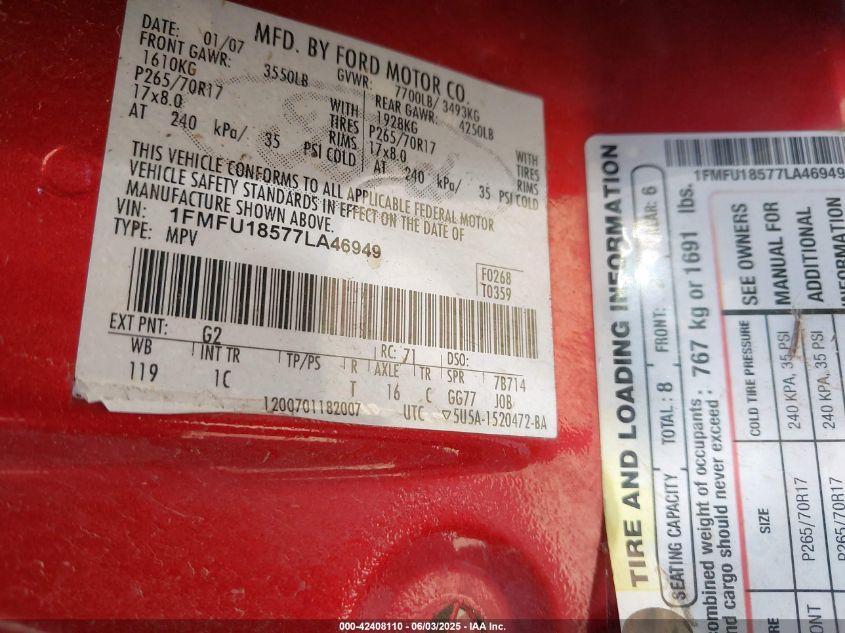 MFD. BY FORD MOTOR CO.
DATE: 01/07 GVWR: 7700LB/ 3493KG
FRONT GAWR: 3550LB REAR GAWR: 4250LB
1610KG WITH 1928KG WITH
P265/70R17 TIRES P265/70R17 TIRES
17x8.0 RIMS 17x8.0 RIMS
AT 240 kPa/ 35 PSI COLD AT 240 kPa/ 35 PSI COLD
THIS VEHICLE CONFORMS TO ALL APPLICABLE FEDERAL MOTOR
VEHICLE SAFETY STANDARDS IN EFFECT ON THE DATE OF
MANUFACTURE SHOWN ABOVE.
VIN: 1FMFU18577LA46949
TYPE: MPV
F0268
T0359
EXT PNT: G2 RC: 71 DSO:
WB INT TR TP/PS R AXLE TR SPR 7B714
119 1C T 16 C GG77 JOB
1200701182007 UTC ▽5U5A-1520472-BA
1FMFU18577LA46949
TIRE AND LOADING INFORMATION
SEATING CAPACITY TOTAL: 8 FRONT: REAR: 6
combined weight of occupants : 767 kg or 1691 lbs.
nd cargo should never exceed :
SIZE COLD TIRE PRESSURE SEE OWNERS
P265/70R17 240 KPA, 35 PSI MANUAL FOR
P265/70R17 240 KPA, 35 PSI ADDITIONAL
000-42408110 - 06/03/2025 - IAA Inc.